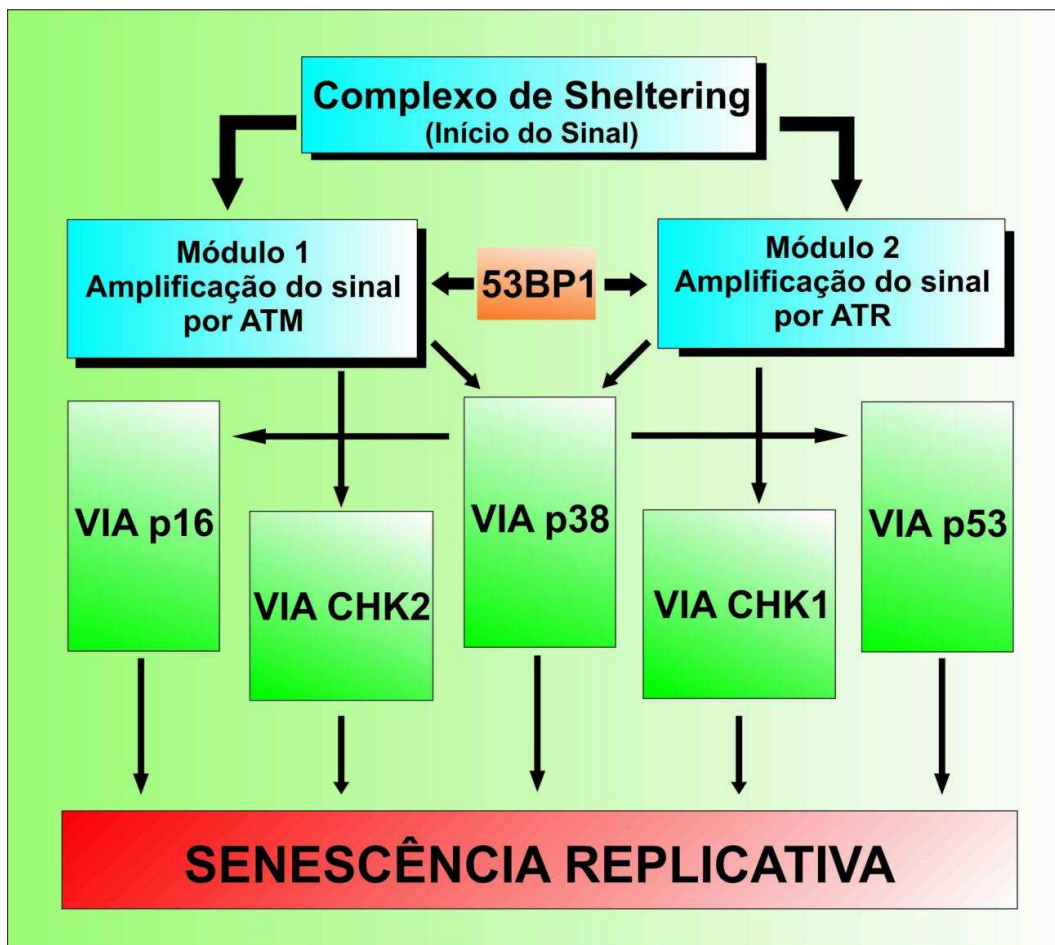 Complexo de Sheltering
(Início do Sinal)
Módulo 1
Amplificação do sinal
por ATM
53BP1
Módulo 2
Amplificação do sinal
por ATR
VIA p16
VIA CHK2
VIA p38
VIA CHK1
VIA p53
SENESCÊNCIA REPLICATIVA